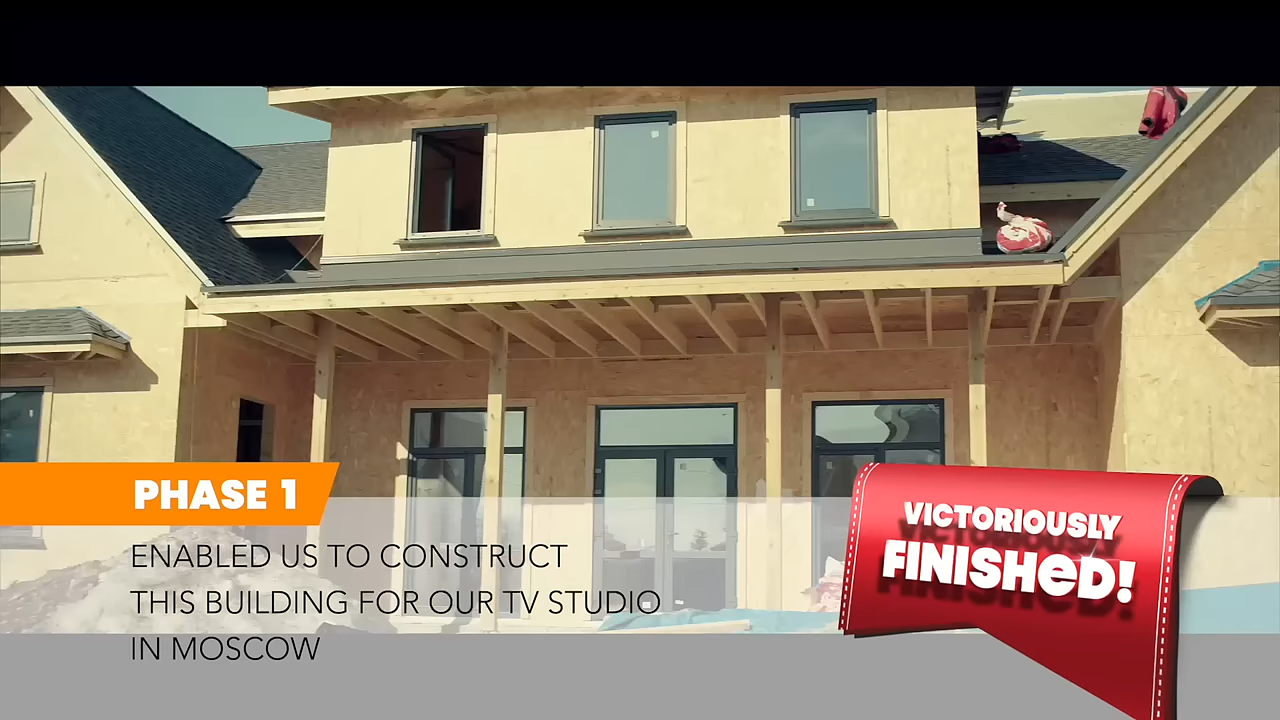 PHASE 1
ENABLED US TO CONSTRUCT
THIS BUILDING FOR OUR TV STUDIO
IN MOSCOW
VICTORIOUSLY
FINISHeD!